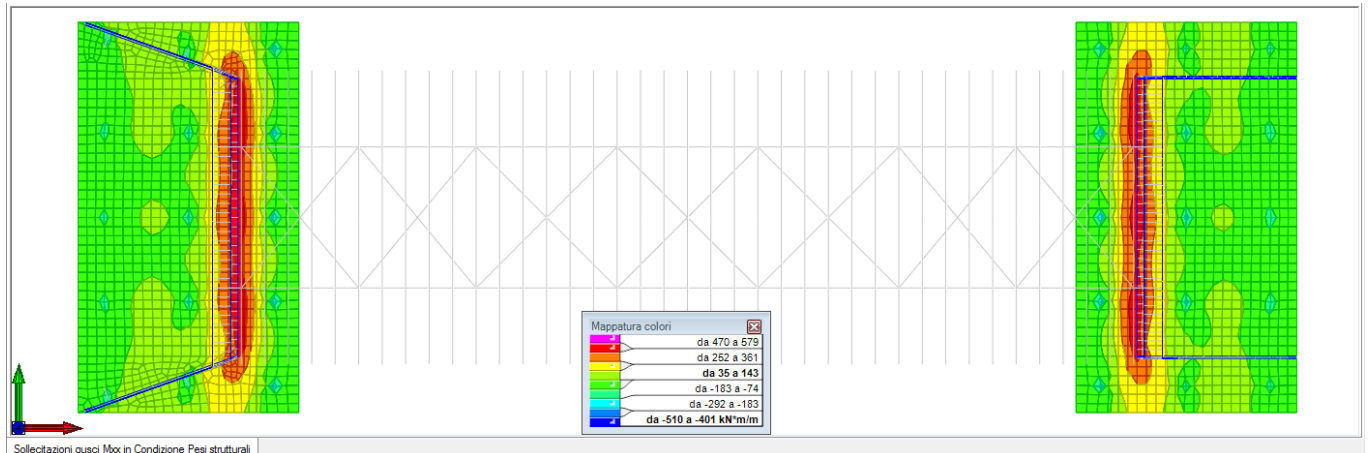 Mappatura colori
da 470 a 579
da 252 a 361
da 35 a 143
da -183 a -74
da -292 a -183
da -510 a -401 kN*m/m
Sollecitazioni gusci Mxx in Condizione Pesi strutturali